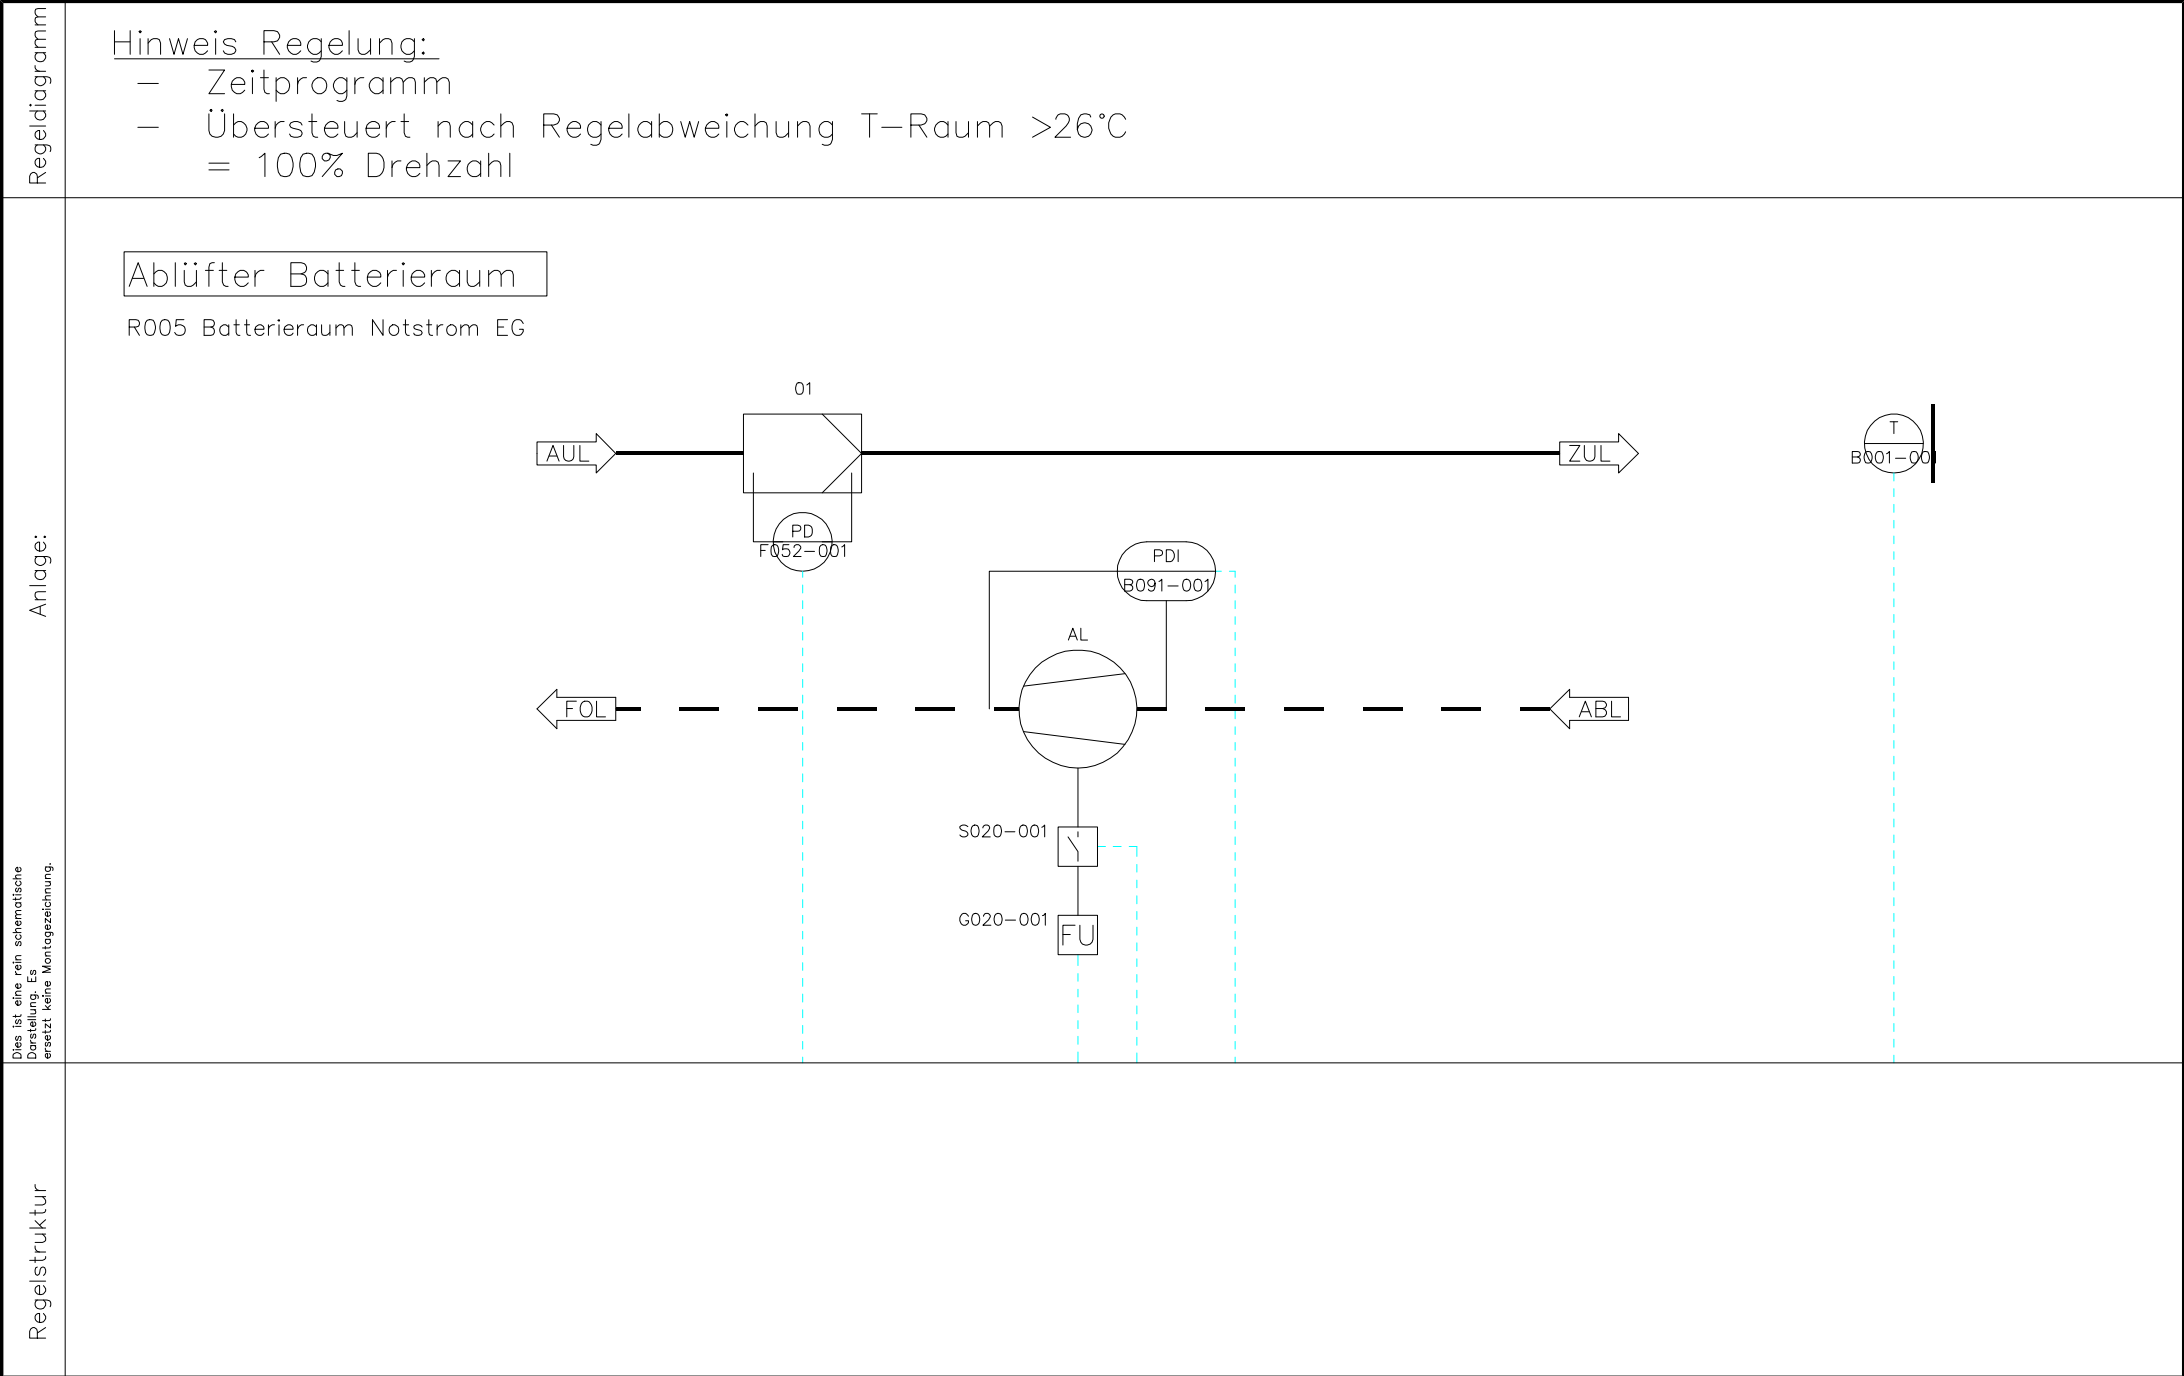 Regeldiagramm
Hinweis Regelung:
– Zeitprogramm
– Übersteuert nach Regelabweichung T–Raum >26°C
= 100% Drehzahl
Anlage:
Ablüfter Batterieraum
R005 Batterieraum Notstrom EG
01
AUL
ZUL
T
B001–001
PD
F052–001
PDI
B091–001
AL
FOL
ABL
S020–001
G020–001
FU
Dies ist eine rein schematische
Darstellung. Es
ersetzt keine Montagezeichnung.
Regelstruktur